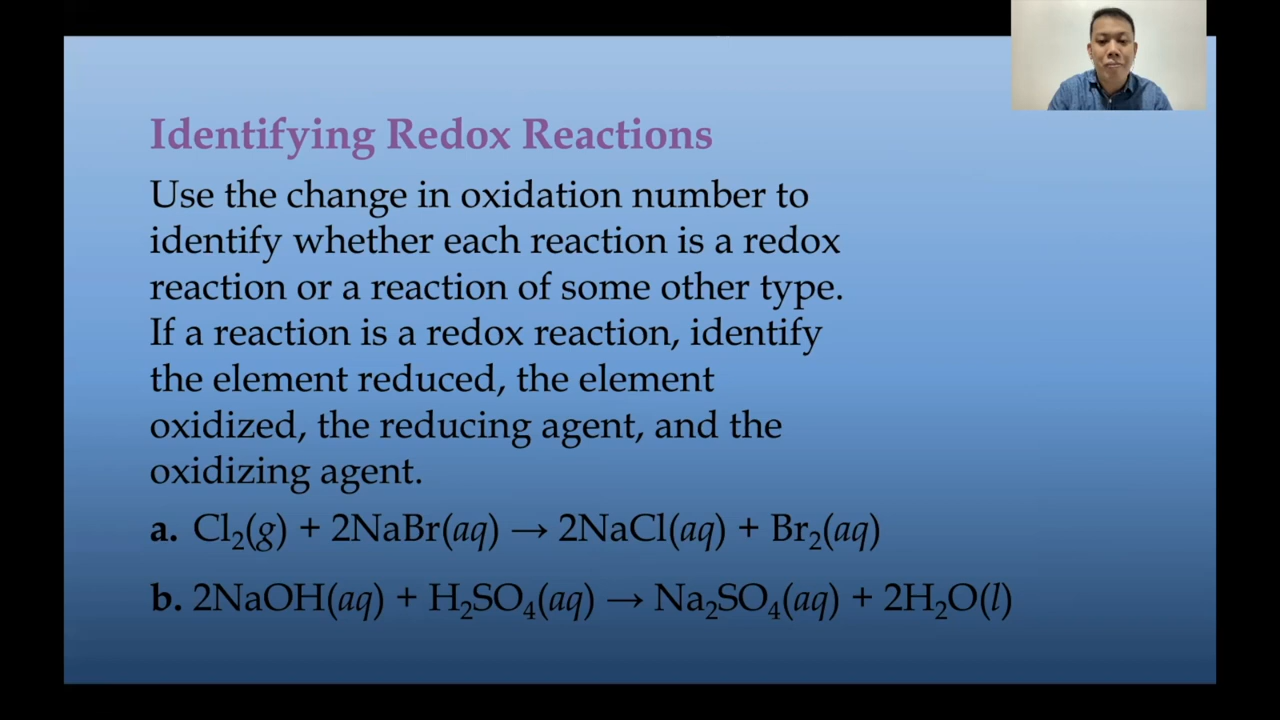 Identifying Redox Reactions
Use the change in oxidation number to
identify whether each reaction is a redox
reaction or a reaction of some other type.
If a reaction is a redox reaction, identify
the element reduced, the element
oxidized, the reducing agent, and the
oxidizing agent.
a. Cl₂(g) + 2NaBr(aq) → 2NaCl(aq) + Br₂(aq)
b. 2NaOH(aq) + H₂SO₄(aq) → Na₂SO₄(aq) + 2H₂O(l)